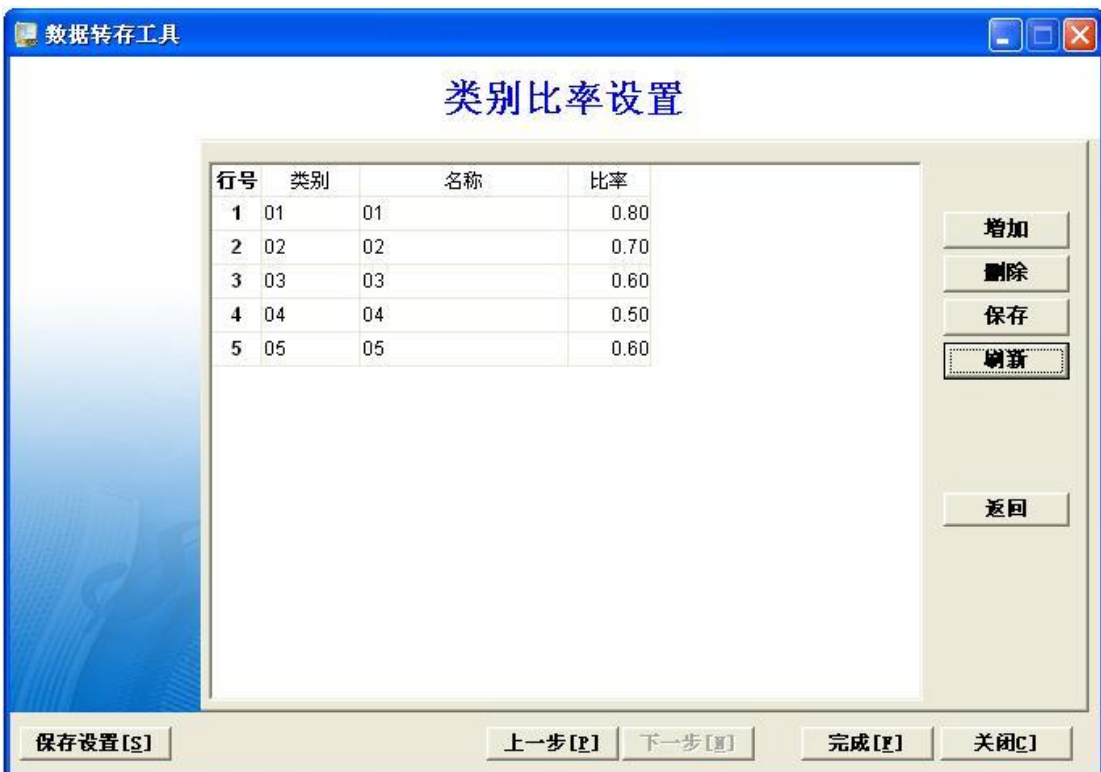 数据转存工具
类别比率设置
行号 类别 名称 比率
1 01 01 0.80
2 02 02 0.70
3 03 03 0.60
4 04 04 0.50
5 05 05 0.60
增加
删除
保存
刷新
返回
保存设置[S] 上一步[P] 下一步[N] 完成[F] 关闭C]